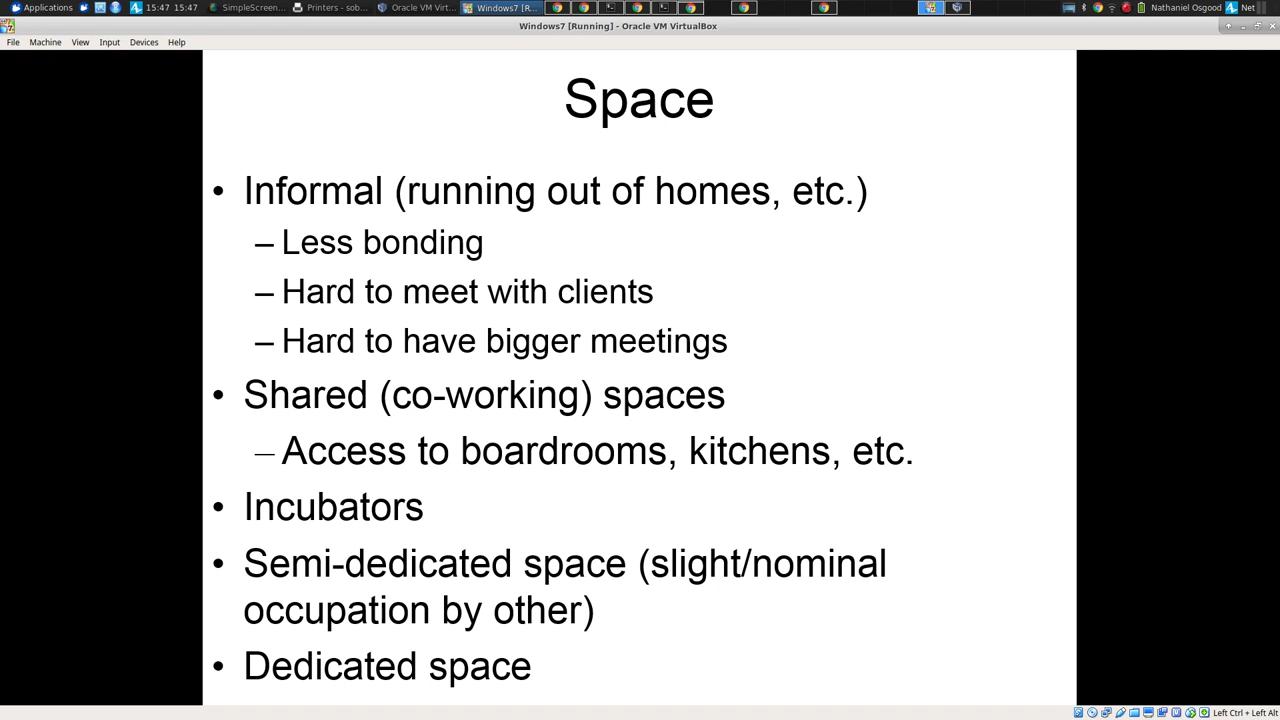 Applications
15:47 15:47
SimpleScreen...
Printers - sob...
Oracle VM Virt...
Windows7 [R...
Nathaniel Osgood
Net
Windows7 [Running] - Oracle VM VirtualBox
File Machine View Input Devices Help
Space
• Informal (running out of homes, etc.)
– Less bonding
– Hard to meet with clients
– Hard to have bigger meetings
• Shared (co-working) spaces
– Access to boardrooms, kitchens, etc.
• Incubators
• Semi-dedicated space (slight/nominal
occupation by other)
• Dedicated space
Left Ctrl + Left Alt